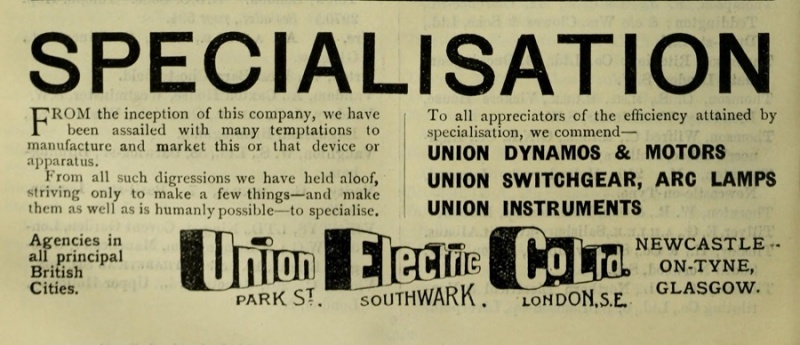 SPECIALISATION
FROM the inception of this company, we have
been assailed with many temptations to
manufacture and market this or that device or
apparatus.
From all such digressions we have held aloof,
striving only to make a few things—and make
them as well as is humanly possible—to specialise.
To all appreciators of the efficiency attained by
specialisation, we commend—
UNION DYNAMOS & MOTORS
UNION SWITCHGEAR, ARC LAMPS
UNION INSTRUMENTS
Agencies in
all principal
British
Cities.
Union Electric Co. Ltd.
PARK ST. SOUTHWARK. LONDON, S.E.
NEWCASTLE-
ON-TYNE,
GLASGOW.